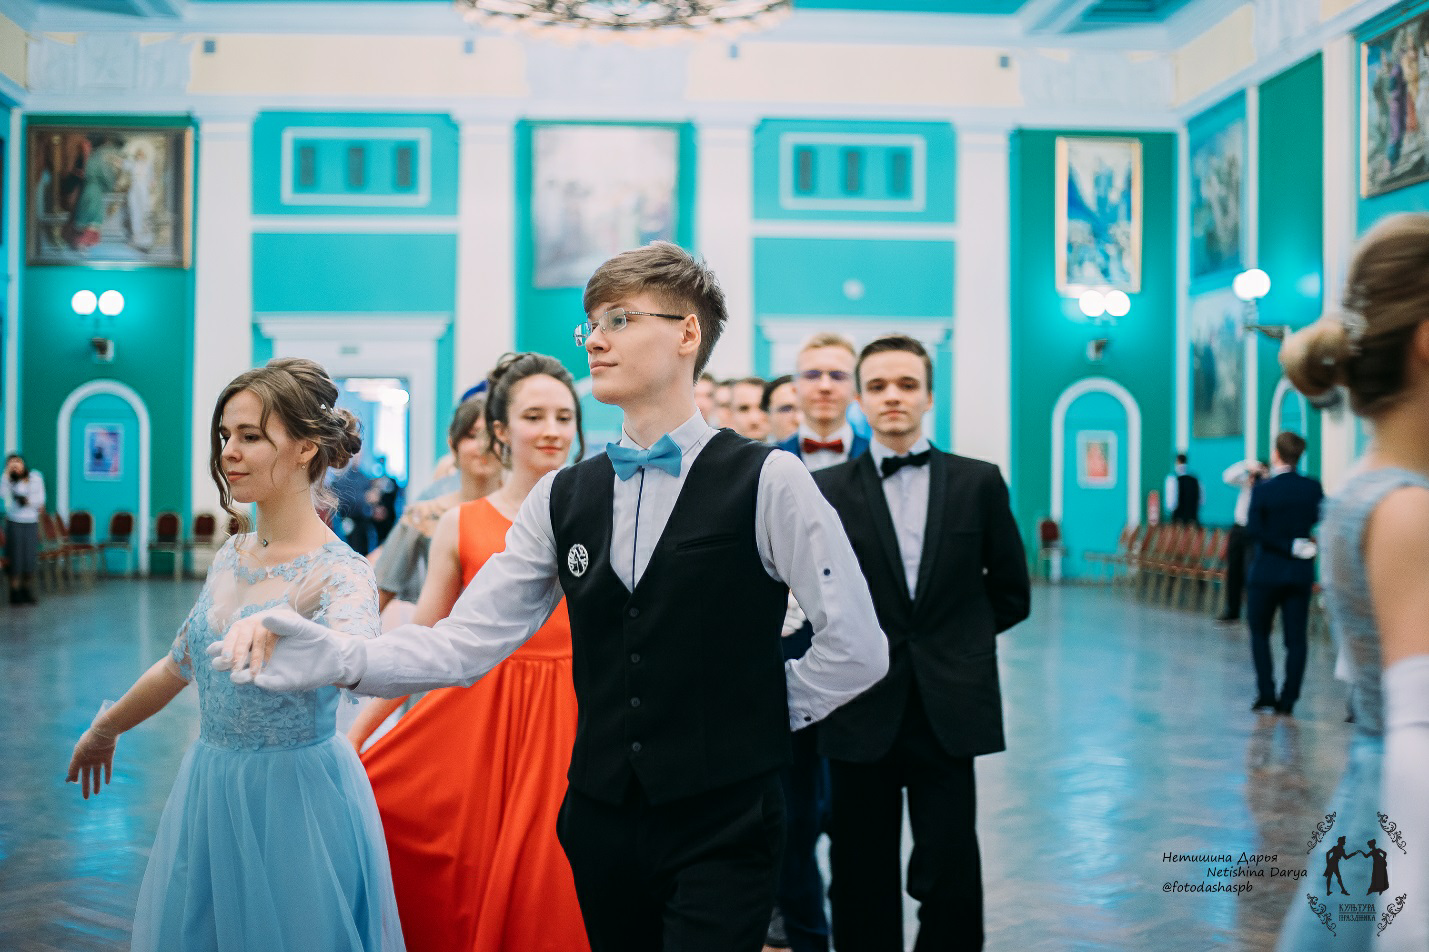 Нетишина Дарья
Netishina Darya
@fotodashaspb
КУЛЬТУРА
ПРАЗДНИКА